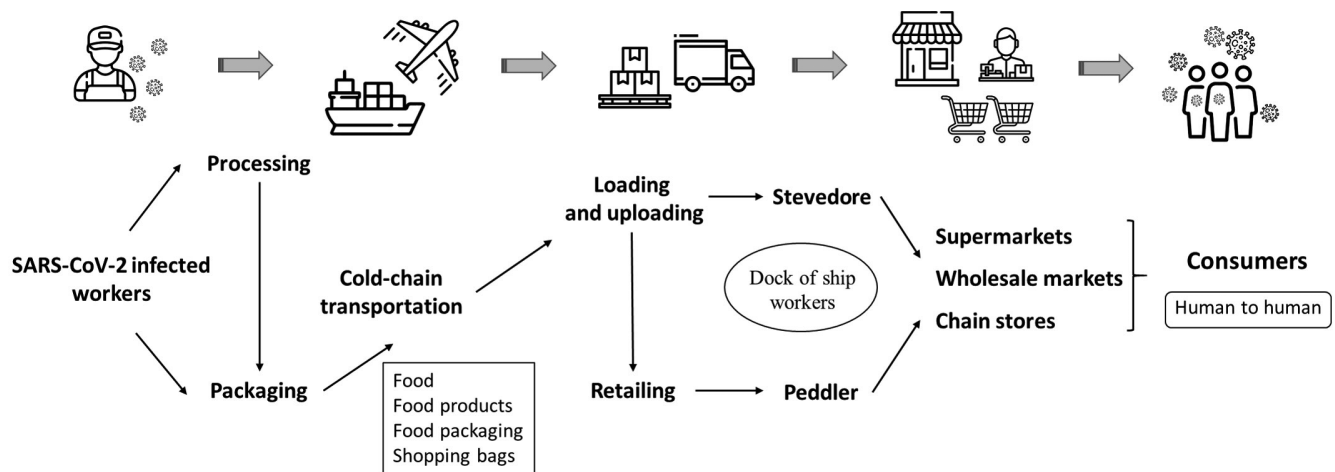 Processing
SARS-CoV-2 infected
workers
Packaging
Cold-chain
transportation
Food
Food products
Food packaging
Shopping bags
Loading
and uploading
Retailing
Stevedore
Dock of ship
workers
Peddler
Supermarkets
Wholesale markets
Chain stores
Consumers
Human to human